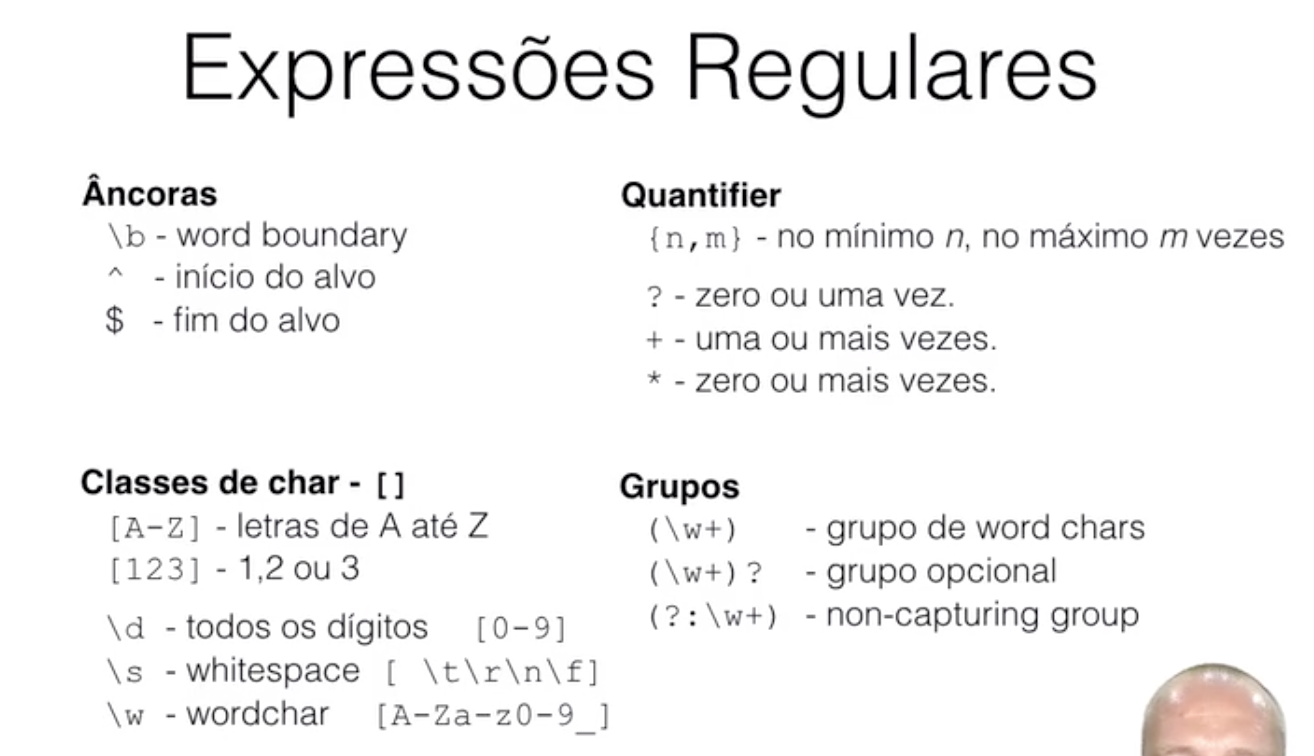 Expressões Regulares
Âncoras
\b - word boundary
^ - início do alvo
$ - fim do alvo
Quantifier
{n,m} - no mínimo n, no máximo m vezes
? - zero ou uma vez.
+ - uma ou mais vezes.
* - zero ou mais vezes.
Classes de char - []
[A-Z] - letras de A até Z
[123] - 1,2 ou 3
\d - todos os dígitos [0-9]
\s - whitespace [ \t\r\n\f]
\w - wordchar [A-Za-z0-9_]
Grupos
(\w+) - grupo de word chars
(\w+)? - grupo opcional
(?:\w+) - non-capturing group